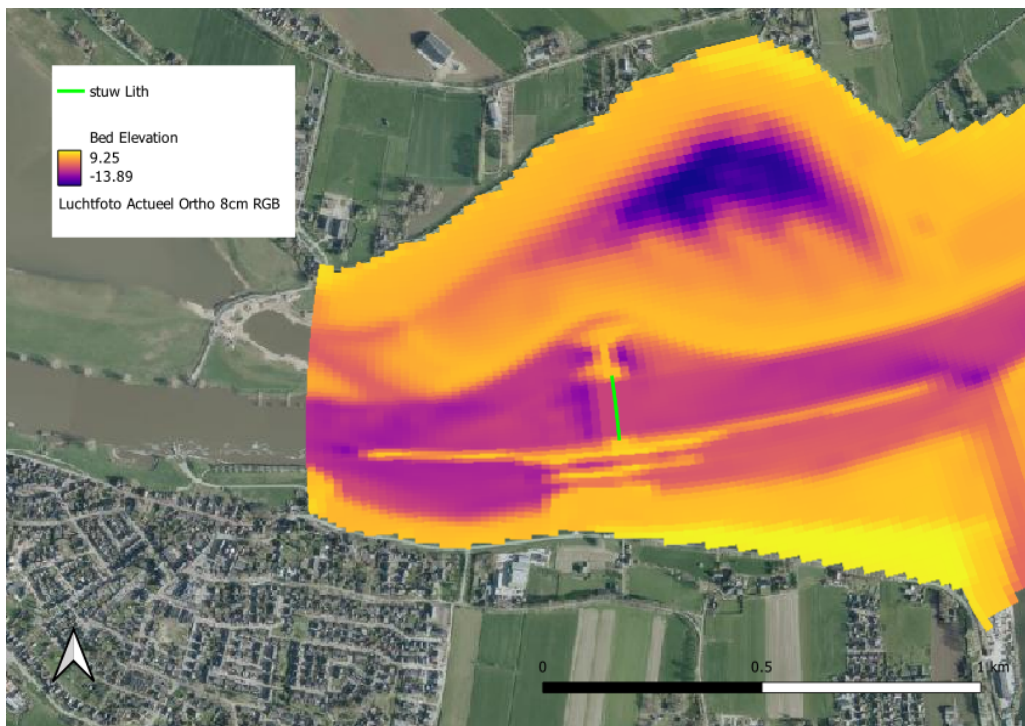 stuw Lith
Bed Elevation
9.25
-13.89
Luchtfoto Actueel Ortho 8cm RGB
0 0.5 1 km